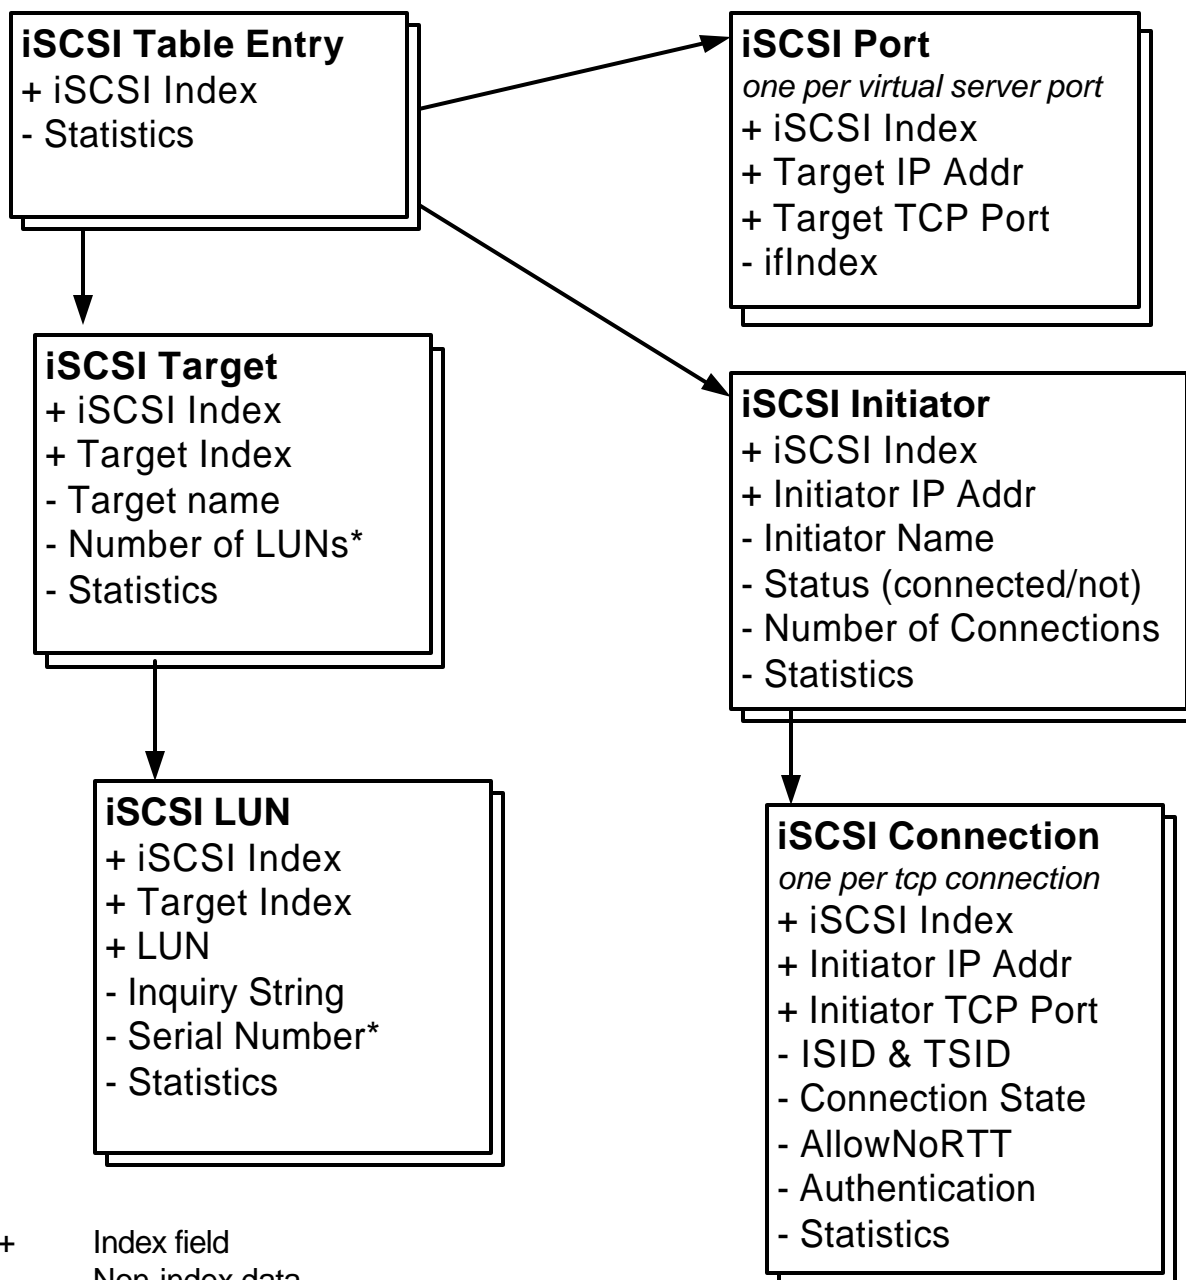 iSCSI Table Entry
+ iSCSI Index
- Statistics
iSCSI Port
one per virtual server port
+ iSCSI Index
+ Target IP Addr
+ Target TCP Port
- ifIndex
iSCSI Target
+ iSCSI Index
+ Target Index
- Target name
- Number of LUNs*
- Statistics
iSCSI Initiator
+ iSCSI Index
+ Initiator IP Addr
- Initiator Name
- Status (connected/not)
- Number of Connections
- Statistics
iSCSI LUN
+ iSCSI Index
+ Target Index
+ LUN
- Inquiry String
- Serial Number*
- Statistics
iSCSI Connection
one per tcp connection
+ iSCSI Index
+ Initiator IP Addr
+ Initiator TCP Port
- ISID & TSID
- Connection State
- AllowNoRTT
- Authentication
- Statistics
+ Index field
Non-index data